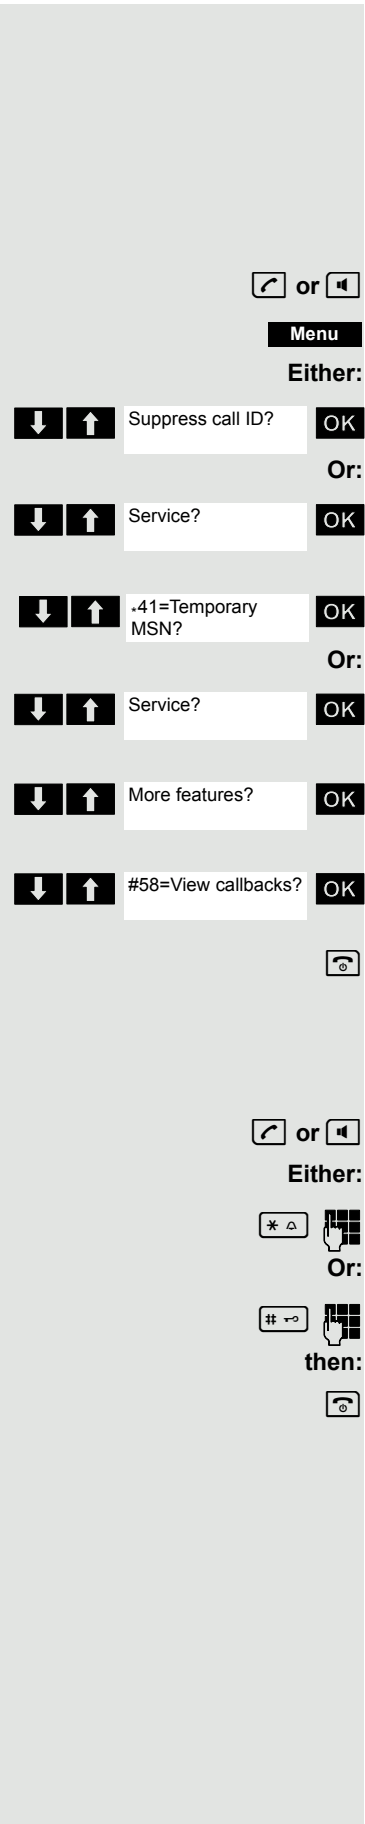 or
Menu
Either:
Suppress call ID? OK
Or:
Service? OK
*41=Temporary OK
MSN?
Or:
Service? OK
More features? OK
#58=View callbacks? OK
or
Either:
*
Or:
#
then: